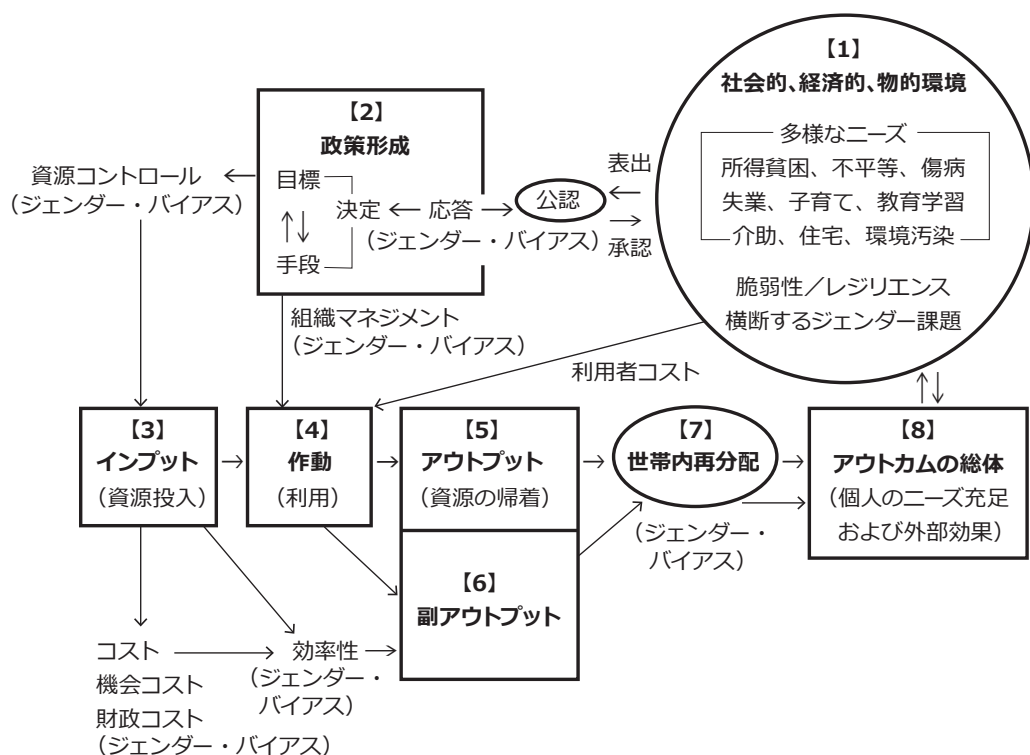 【1】
社会的、経済的、物的環境
多様なニーズ
所得貧困、不平等、傷病
失業、子育て、教育学習
介助、住宅、環境汚染
脆弱性／レジリエンス
横断するジェンダー課題
表出
承認
公認
【2】
政策形成
目標
決定
応答
(ジェンダー・バイアス)
手段
資源コントロール
(ジェンダー・バイアス)
組織マネジメント
(ジェンダー・バイアス)
利用者コスト
【3】
インプット
(資源投入)
【4】
作動
(利用)
【5】
アウトプット
(資源の帰着)
【6】
副アウトプット
【7】
世帯内再分配
(ジェンダー・
バイアス)
【8】
アウトカムの総体
(個人のニーズ充足
および外部効果)
コスト
機会コスト
財政コスト
(ジェンダー・バイアス)
効率性
(ジェンダー・
バイアス)